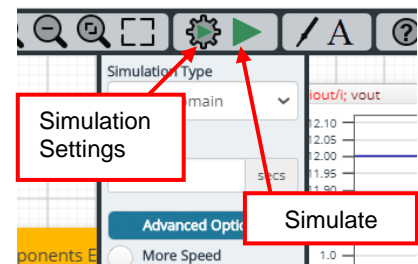 A
?
Simulation Type
omain
iout/i; vout
Simulation
Settings
12.10
12.05
12.00
11.95
11.90
secs
Simulate
Advanced Optio
ponents E
More Speed
1.0